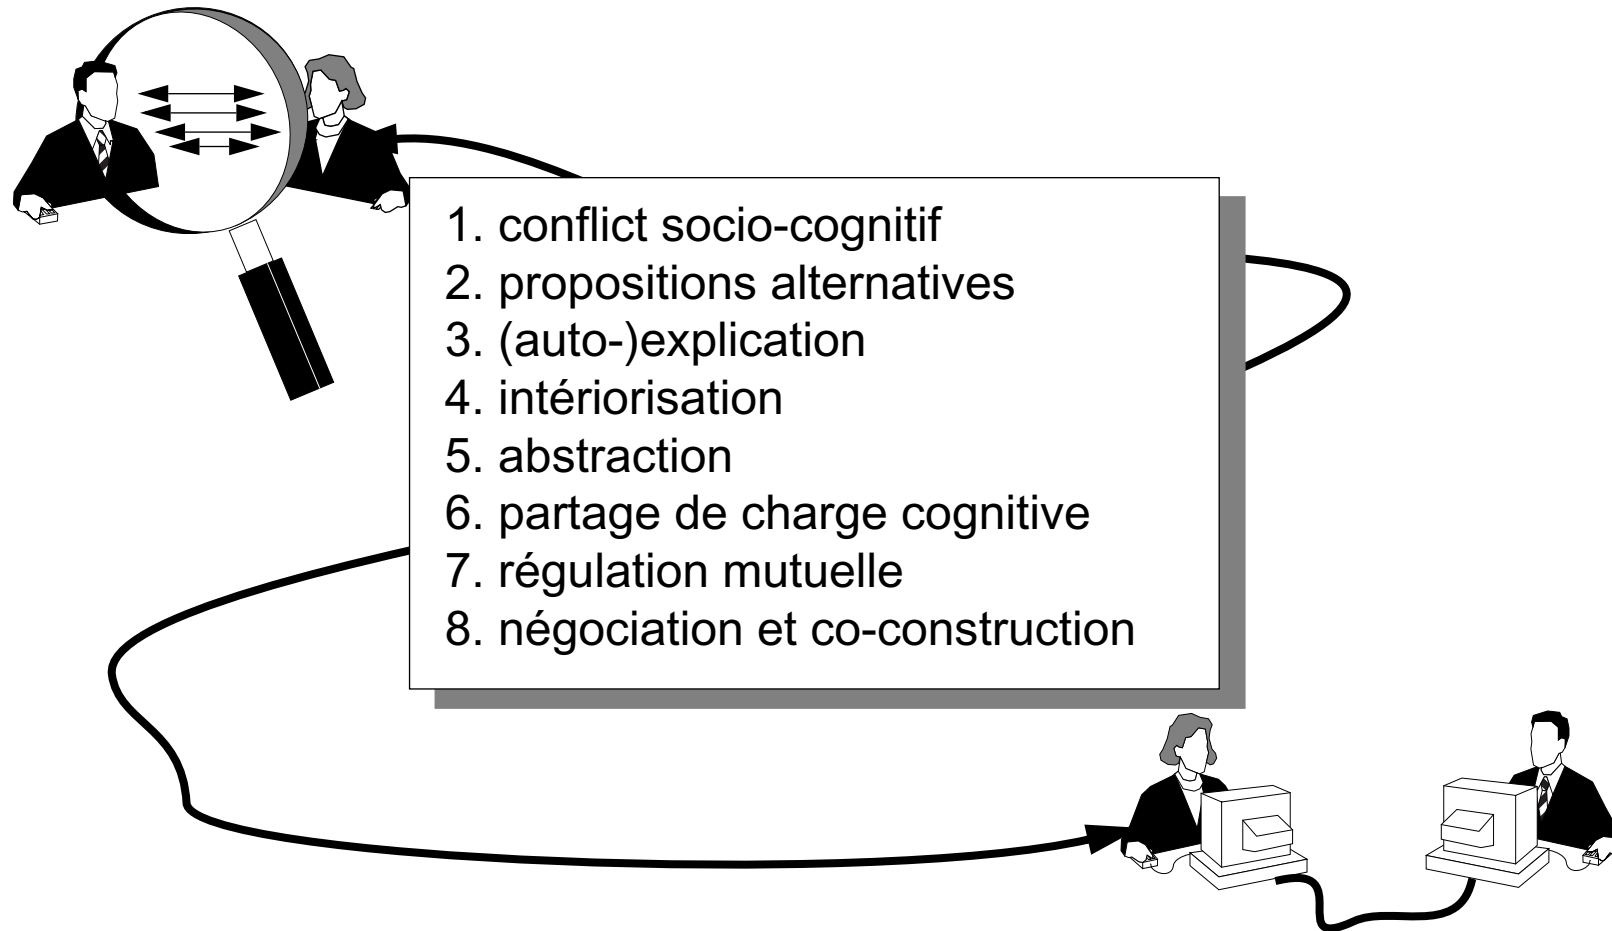 1. conflict socio-cognitif
2. propositions alternatives
3. (auto-)explication
4. intériorisation
5. abstraction
6. partage de charge cognitive
7. régulation mutuelle
8. négociation et co-construction